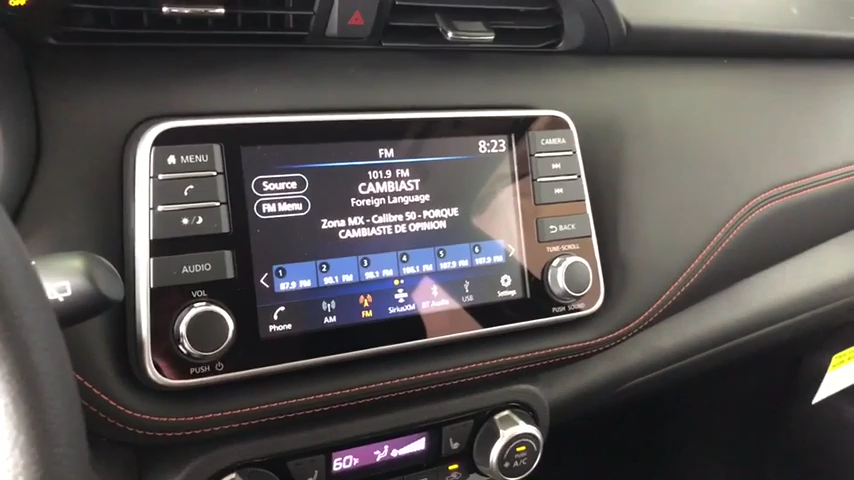 OFF
MENU
FM
8:23
CAMERA
Source
FM Menu
101.9 FM
CAMBIAST
Foreign Language
Zona MX - Calibre 50 - PORQUE
CAMBIASTE DE OPINION
BACK
AUDIO
TUNE·SCROLL
1 2 3 4 5 6
87.9 FM 90.1 FM 98.1 FM 106.1 FM 107.9 FM 107.9 FM
VOL
PUSH
Phone AM FM SiriusXM BT Audio USB Settings
PUSH SOUND
60°F
PUSH
A/C